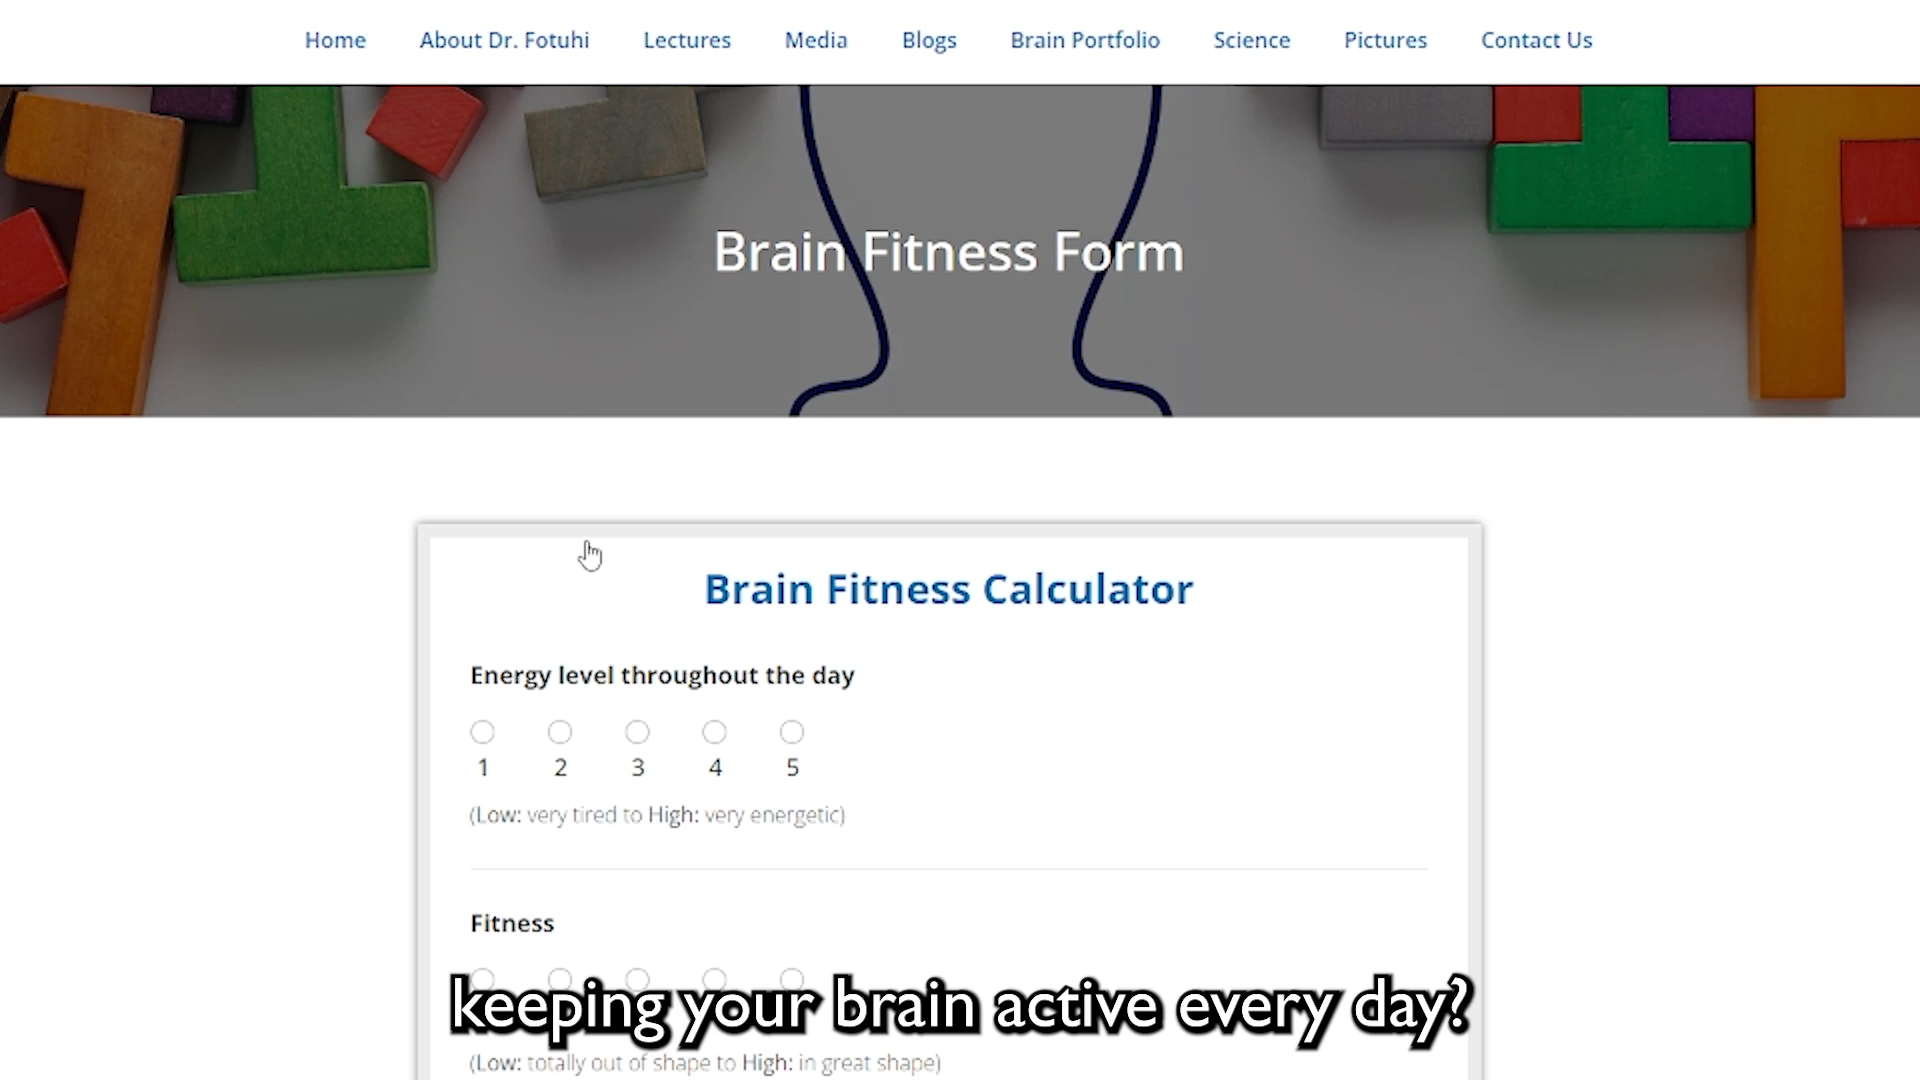 Home About Dr. Fotuhi Lectures Media Blogs Brain Portfolio Science Pictures Contact Us
Brain Fitness Form
Brain Fitness Calculator
Energy level throughout the day
1 2 3 4 5
(Low: very tired to High: very energetic)
Fitness
keeping your brain active every day?
(Low: totally out of shape to High: in great shape)